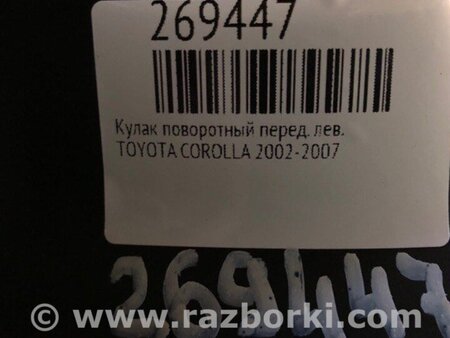 269447
Кулак поворотный перед. лев.
TOYOTA COROLLA 2002-2007
269447
© www.razborki.com